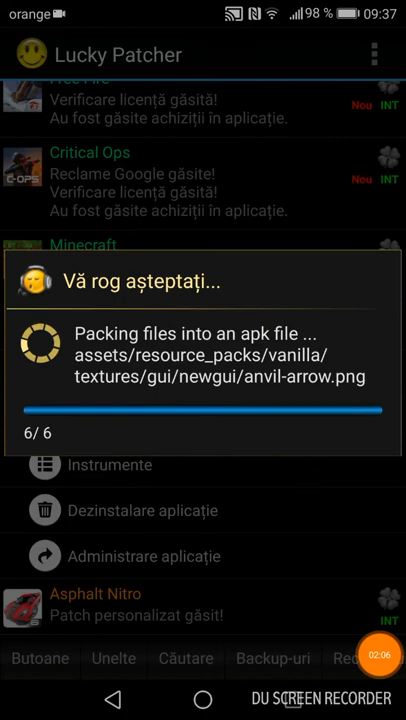 orange 98 % 09:37
Lucky Patcher
Free Fire
Verificare licență găsită!
Au fost găsite achiziții în aplicație.
Nou INT
Critical Ops
Reclame Google găsite!
Verificare licență găsită!
Au fost găsite achiziții în aplicație.
C-OPS
Nou INT
Minecraft
Vă rog așteptați...
Packing files into an apk file ...
assets/resource_packs/vanilla/
textures/gui/newgui/anvil-arrow.png
6/ 6
Instrumente
Dezinstalare aplicație
Administrare aplicație
Asphalt Nitro
Patch personalizat găsit!
INT
Butoane Unelte Căutare Backup-uri
02:06
DU SCREEN RECORDER